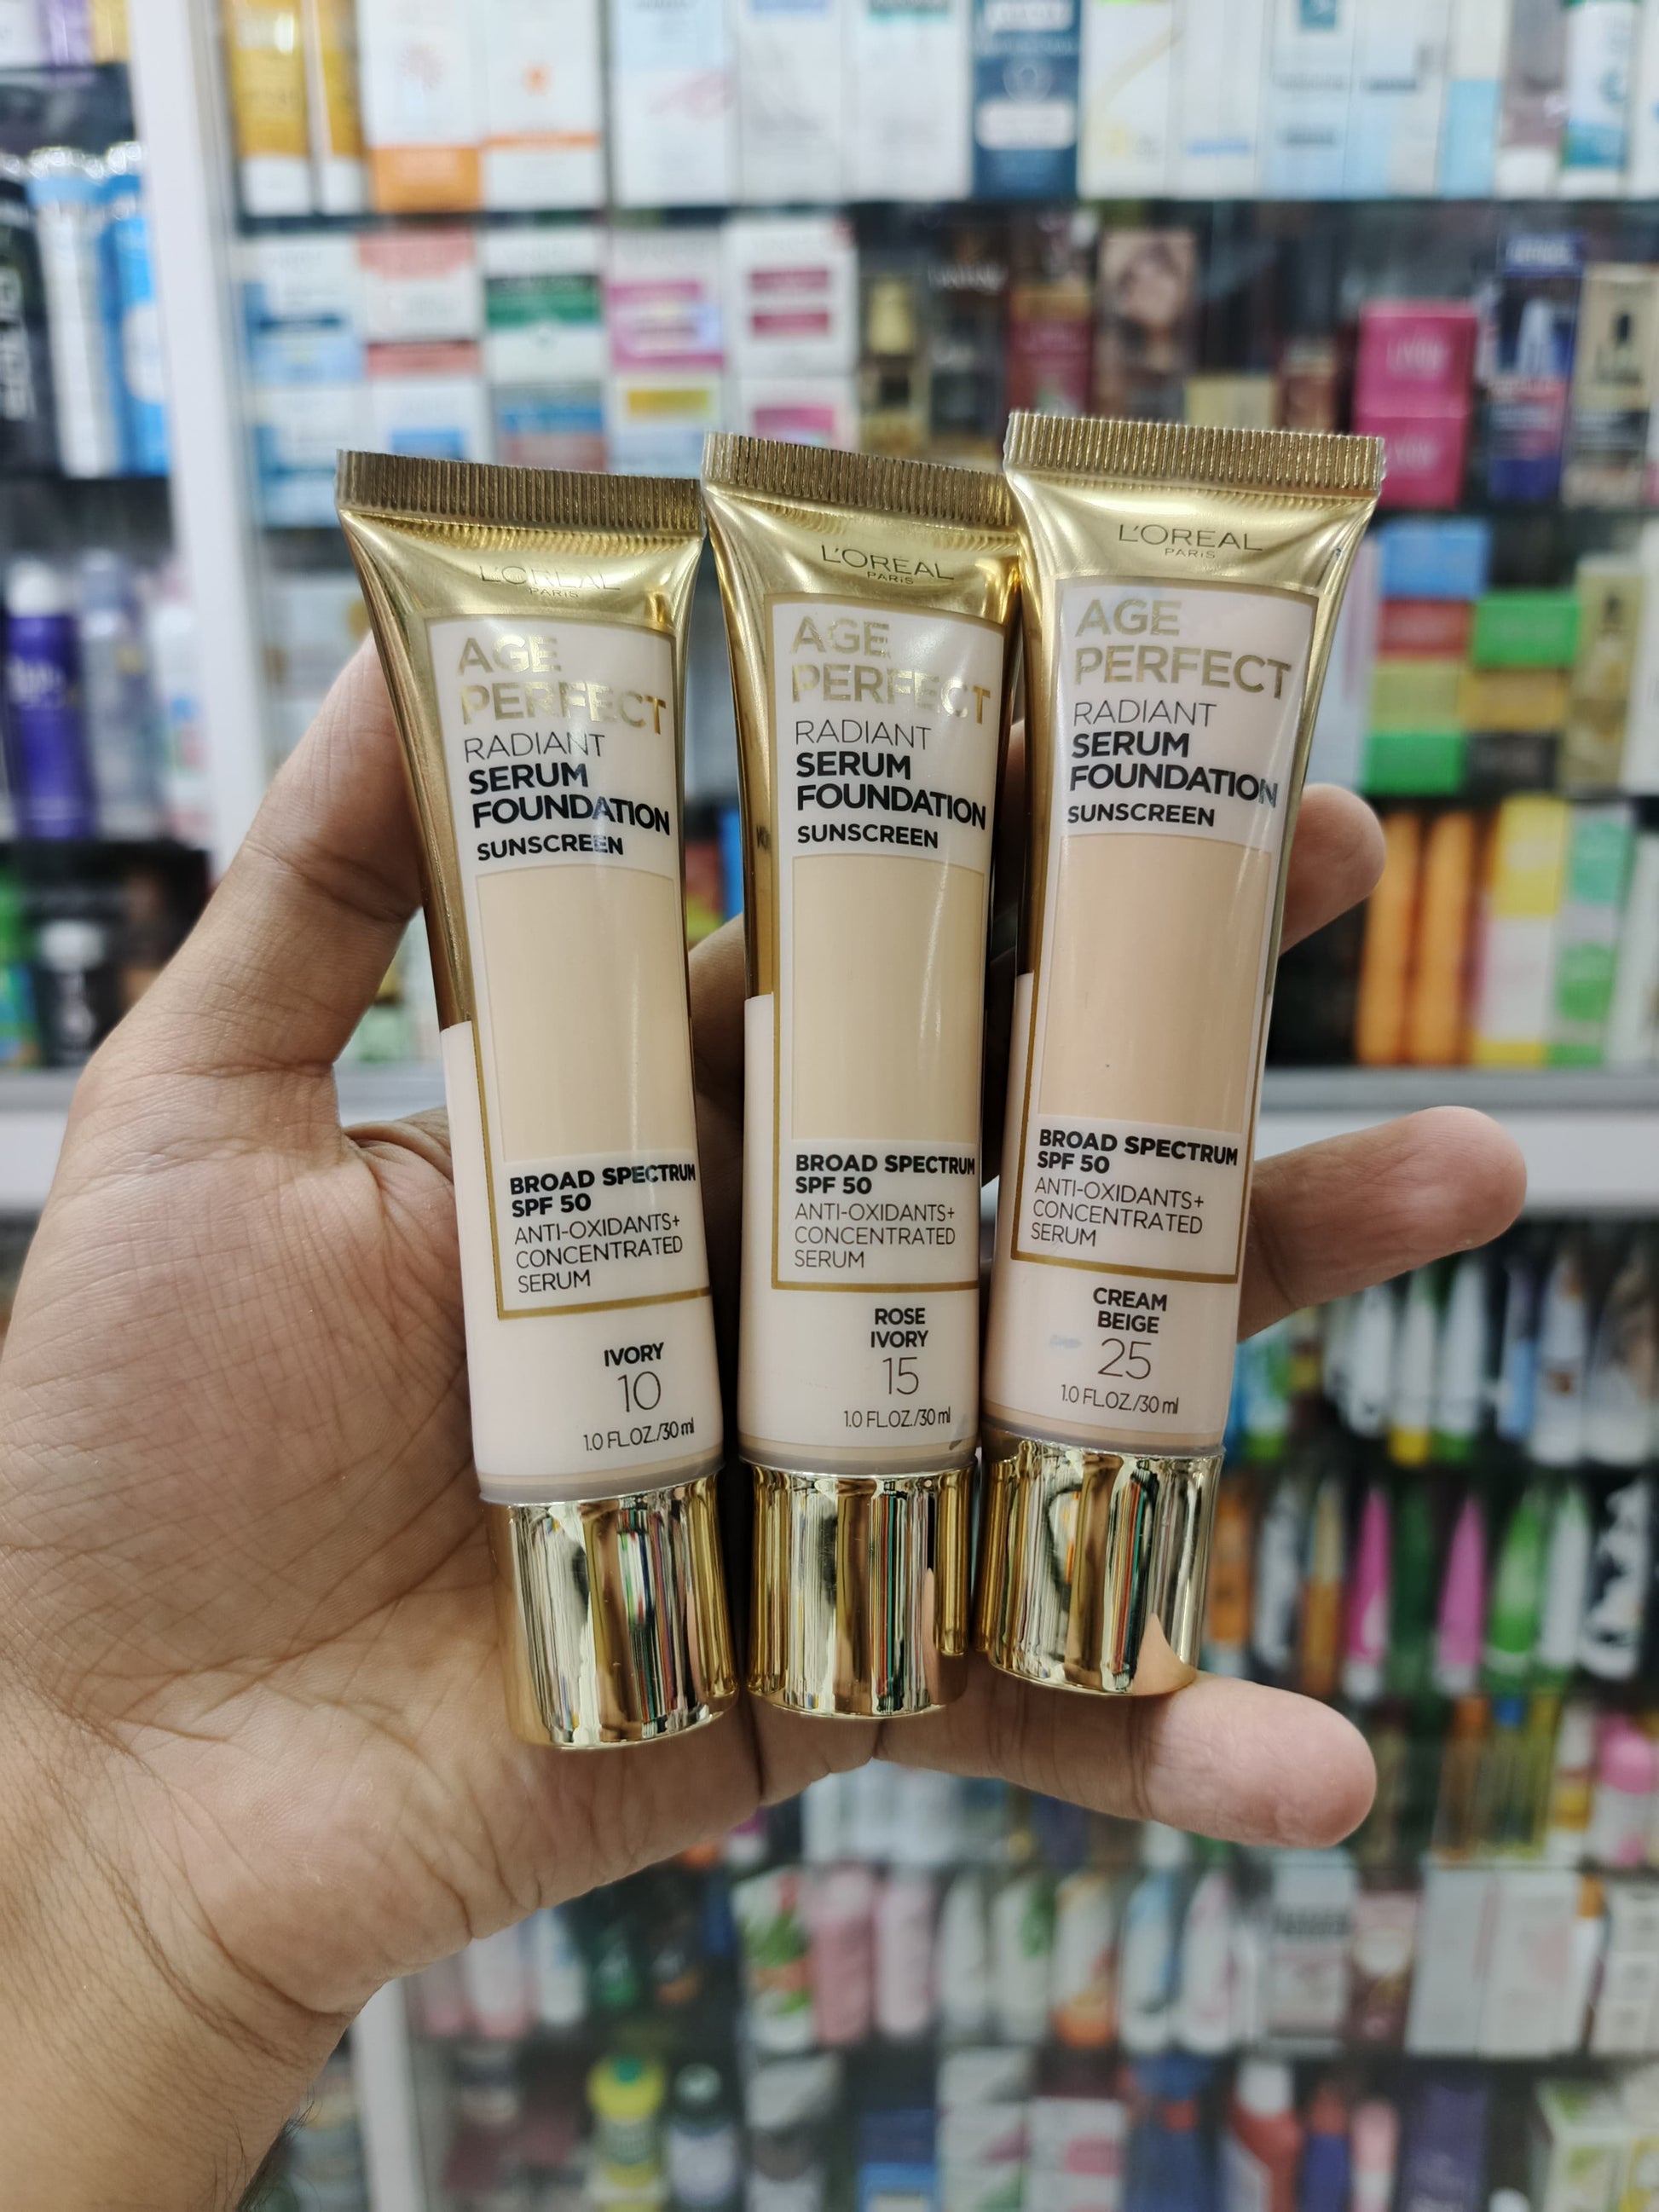 L'ORÉAL
PARIS
AGE
PERFECT
RADIANT
SERUM
FOUNDATION
SUNSCREEN
BROAD SPECTRUM
SPF 50
ANTI-OXIDANTS+
CONCENTRATED
SERUM
IVORY
10
1.0 FL.OZ./30 ml
L'ORÉAL
PARIS
AGE
PERFECT
RADIANT
SERUM
FOUNDATION
SUNSCREEN
BROAD SPECTRUM
SPF 50
ANTI-OXIDANTS+
CONCENTRATED
SERUM
ROSE
IVORY
15
1.0 FL.OZ./30 ml
L'ORÉAL
PARIS
AGE
PERFECT
RADIANT
SERUM
FOUNDATION
SUNSCREEN
BROAD SPECTRUM
SPF 50
ANTI-OXIDANTS+
CONCENTRATED
SERUM
CREAM
BEIGE
25
1.0 FL.OZ./30 ml